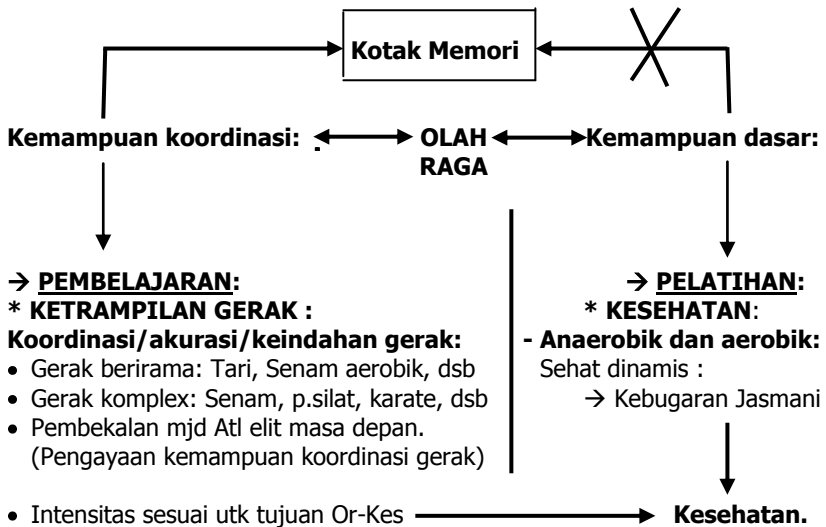 Kotak Memori
Kemampuan koordinasi:
OLAH
RAGA
Kemampuan dasar:
→ PEMBELAJARAN:
* KETRAMPILAN GERAK :
Koordinasi/akurasi/keindahan gerak:
• Gerak berirama: Tari, Senam aerobik, dsb
• Gerak komplex: Senam, p.silat, karate, dsb
• Pembekalan mjd Atl elit masa depan.
(Pengayaan kemampuan koordinasi gerak)
• Intensitas sesuai utk tujuan Or-Kes
→ PELATIHAN:
* KESEHATAN:
- Anaerobik dan aerobik:
Sehat dinamis :
→ Kebugaran Jasmani
Kesehatan.